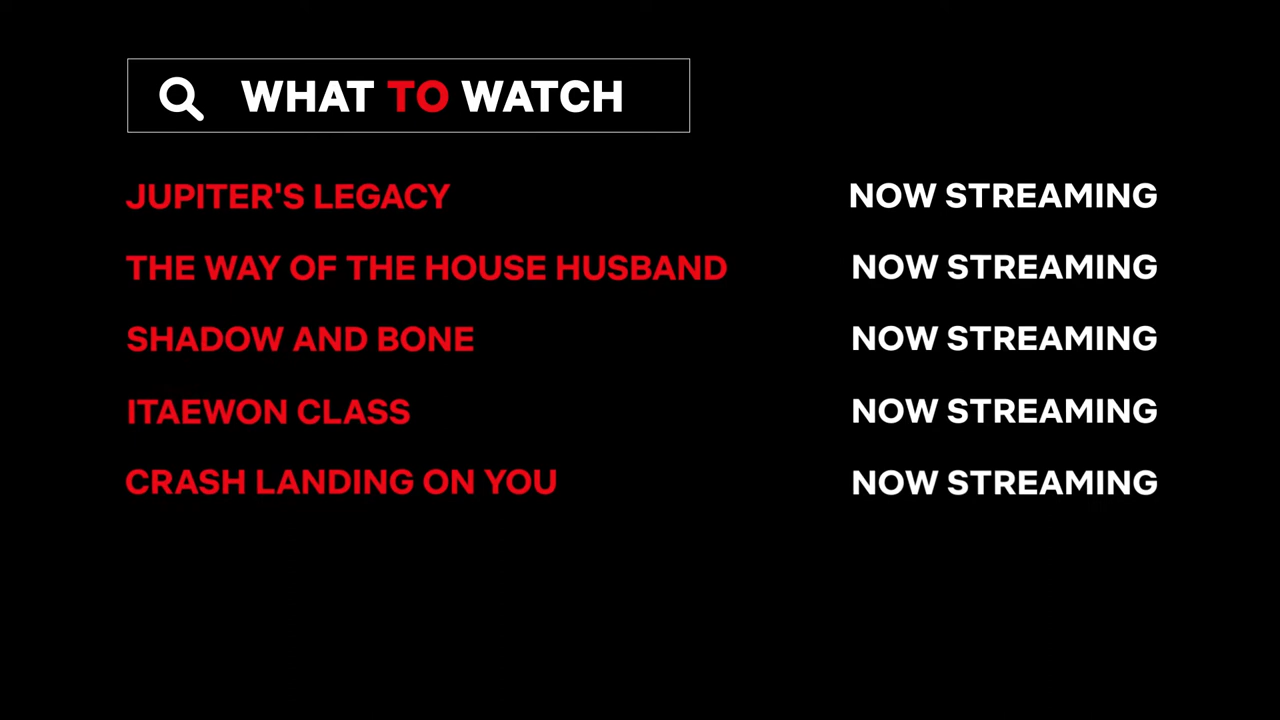 WHAT TO WATCH
JUPITER'S LEGACY NOW STREAMING
THE WAY OF THE HOUSE HUSBAND NOW STREAMING
SHADOW AND BONE NOW STREAMING
ITAEWON CLASS NOW STREAMING
CRASH LANDING ON YOU NOW STREAMING